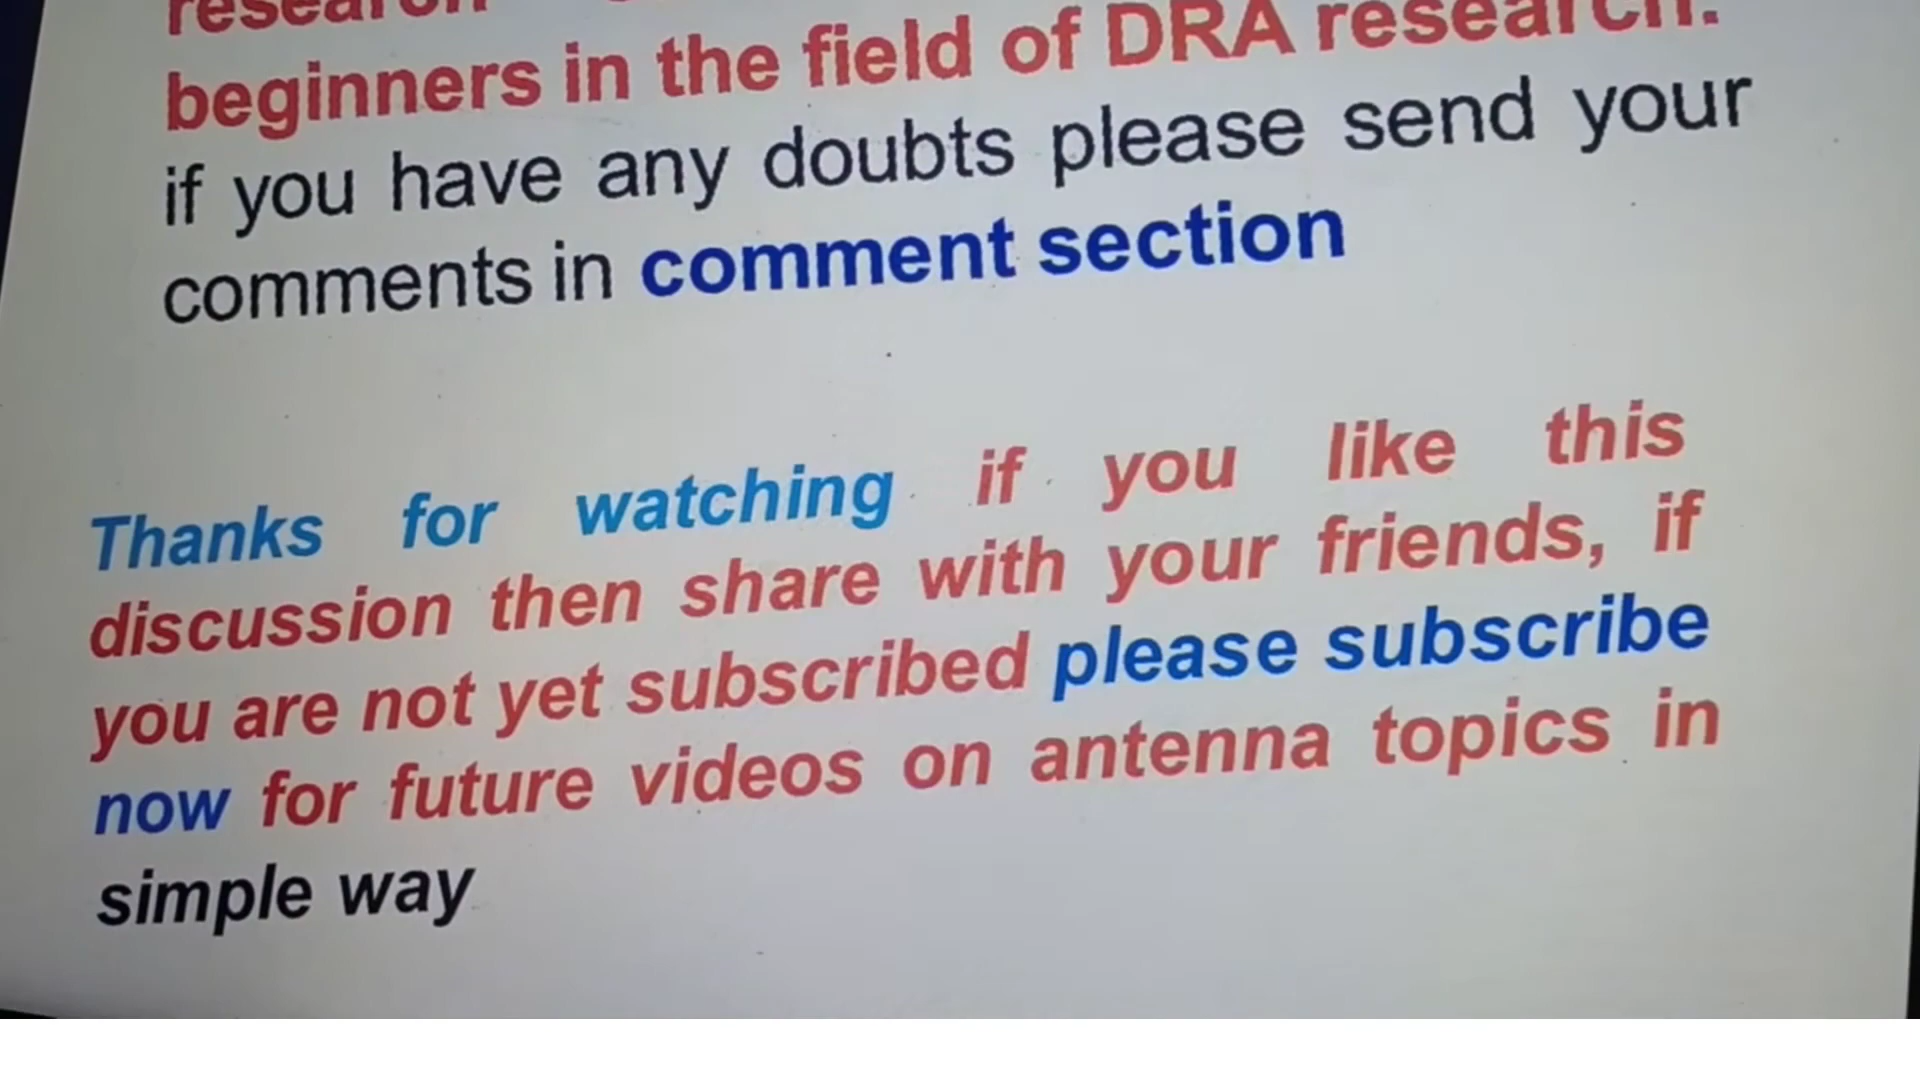 research
beginners in the field of DRA research.
if you have any doubts please send your
comments in comment section
Thanks for watching if you like this
discussion then share with your friends, if
you are not yet subscribed please subscribe
now for future videos on antenna topics in
simple way